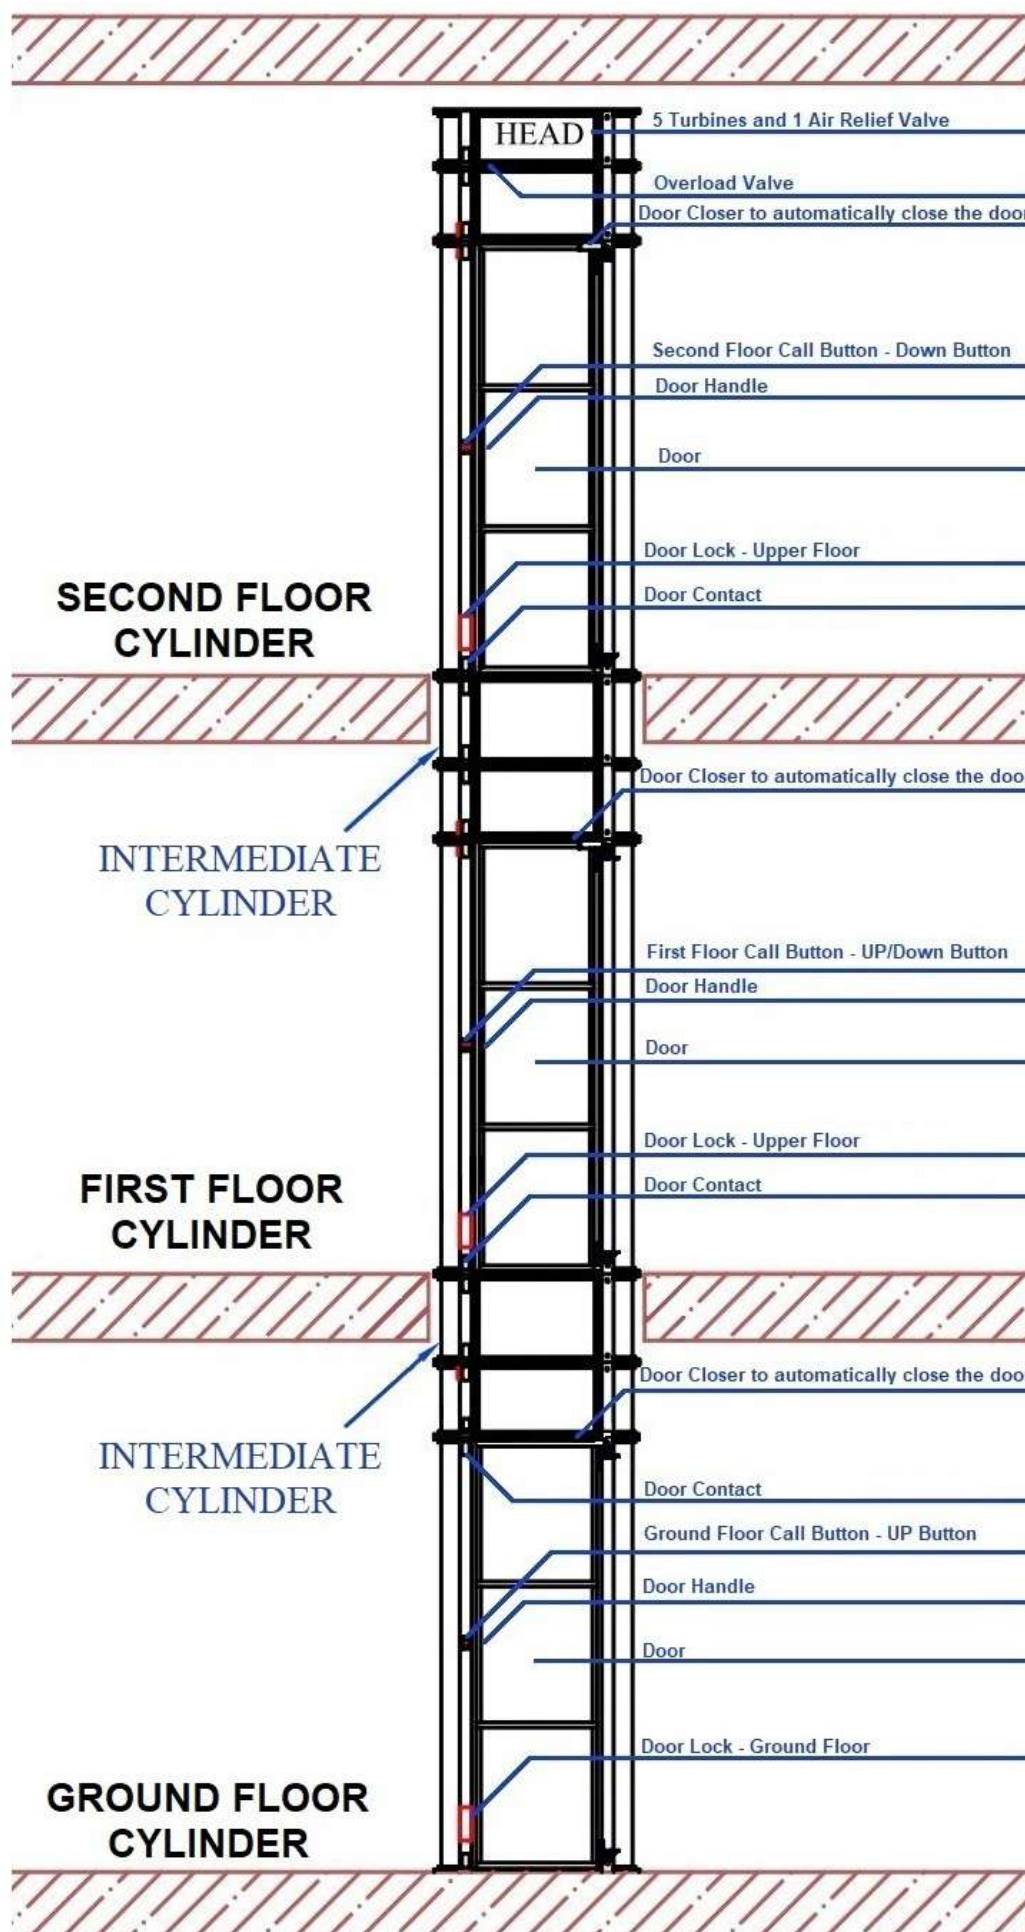 HEAD
5 Turbines and 1 Air Relief Valve
Overload Valve
Door Closer to automatically close the door
Second Floor Call Button - Down Button
Door Handle
Door
Door Lock - Upper Floor
SECOND FLOOR
CYLINDER
Door Contact
Door Closer to automatically close the doo
INTERMEDIATE
CYLINDER
First Floor Call Button - UP/Down Button
Door Handle
Door
Door Lock - Upper Floor
FIRST FLOOR
CYLINDER
Door Contact
Door Closer to automatically close the doo
INTERMEDIATE
CYLINDER
Door Contact
Ground Floor Call Button - UP Button
Door Handle
Door
Door Lock - Ground Floor
GROUND FLOOR
CYLINDER